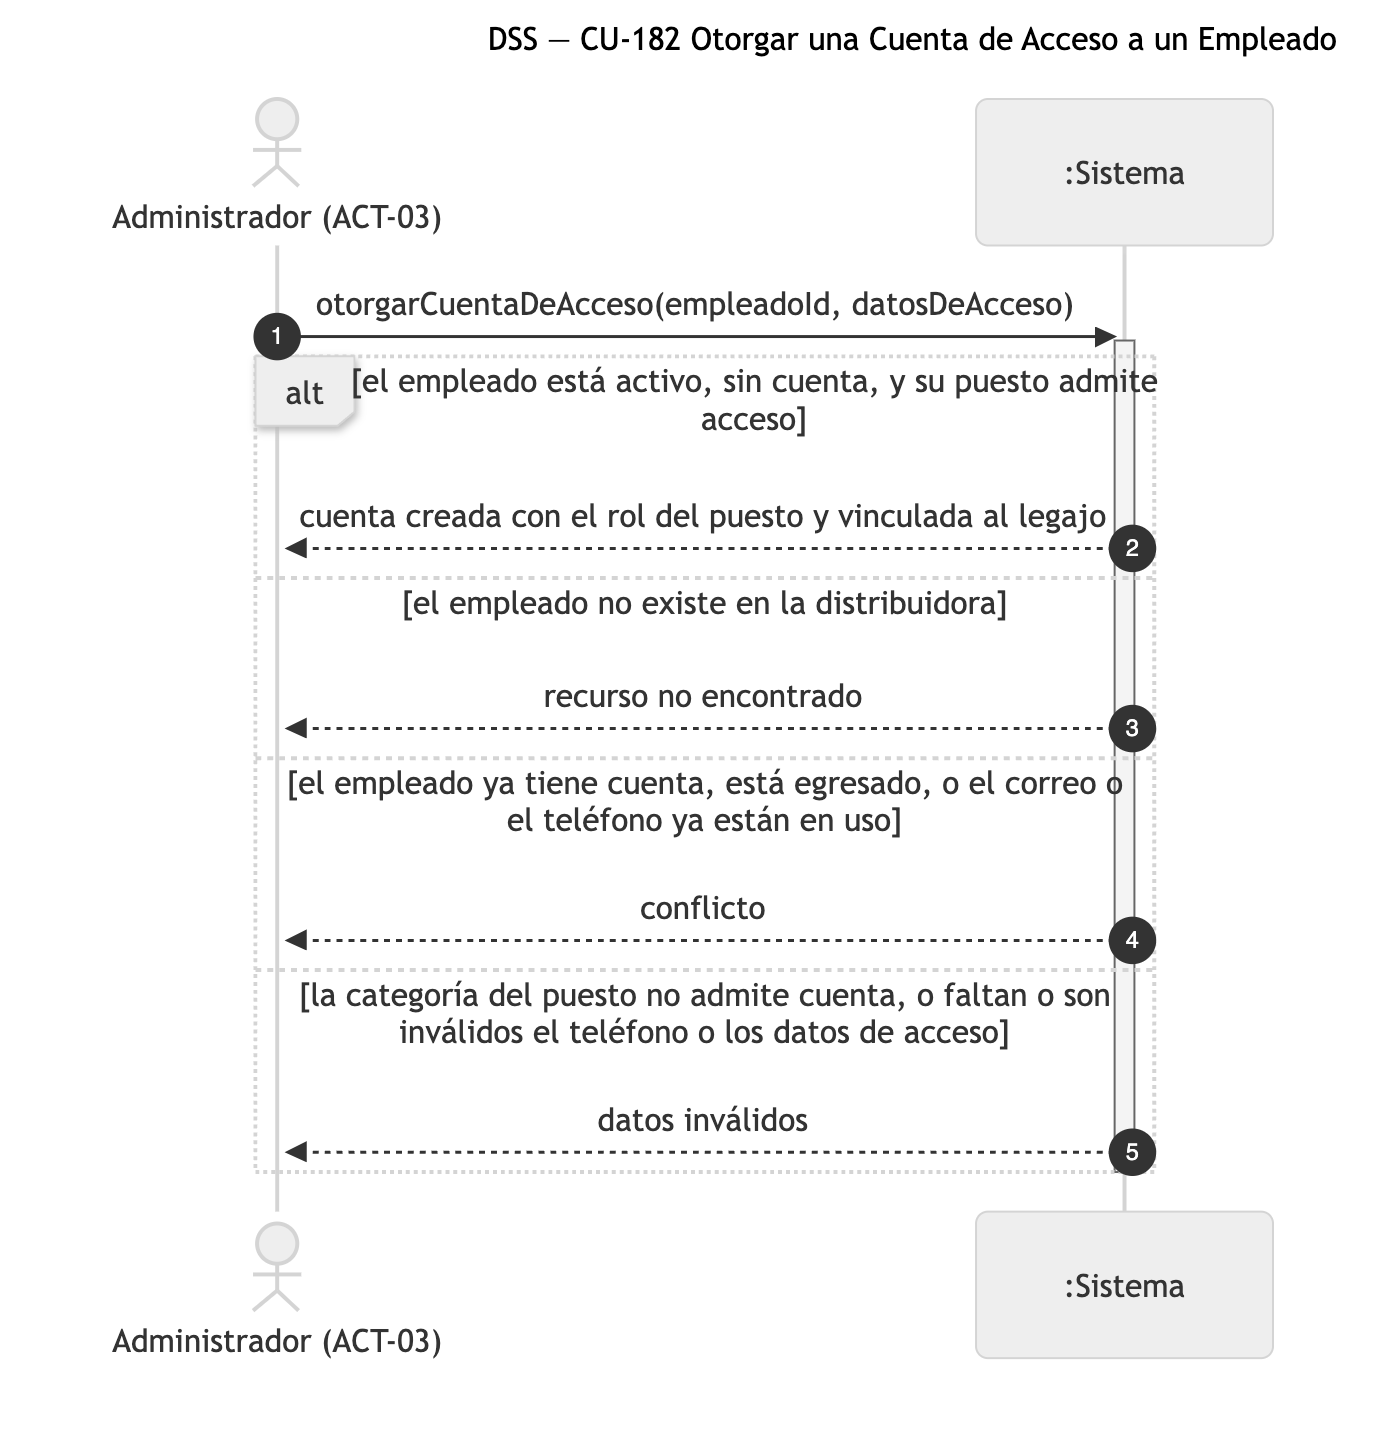 DSS — CU-182 Otorgar una Cuenta de Acceso a un Empleado
:Sistema
Administrador (ACT-03)
otorgarCuentaDeAcceso(empleadoId, datosDeAcceso)
1
alt
[el empleado está activo, sin cuenta, y su puesto admite
acceso]
cuenta creada con el rol del puesto y vinculada al legajo
2
[el empleado no existe en la distribuidora]
recurso no encontrado
3
[el empleado ya tiene cuenta, está egresado, o el correo o
el teléfono ya están en uso]
conflicto
4
[la categoría del puesto no admite cuenta, o faltan o son
inválidos el teléfono o los datos de acceso]
datos inválidos
5
:Sistema
Administrador (ACT-03)